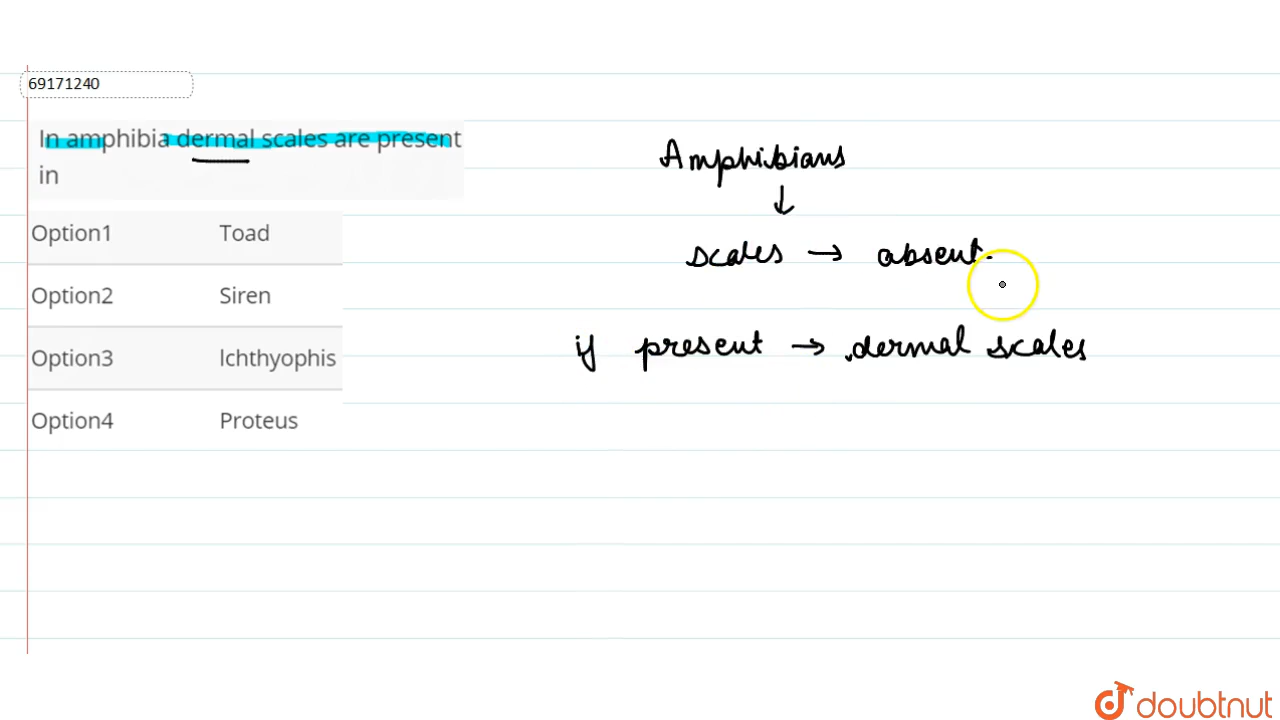 69171240
In amphibia dermal scales are present
in
Option1 Toad
Option2 Siren
Option3 Ichthyophis
Option4 Proteus
Amphibians
↓
scales → absent.
if present → dermal scales
doubtnut